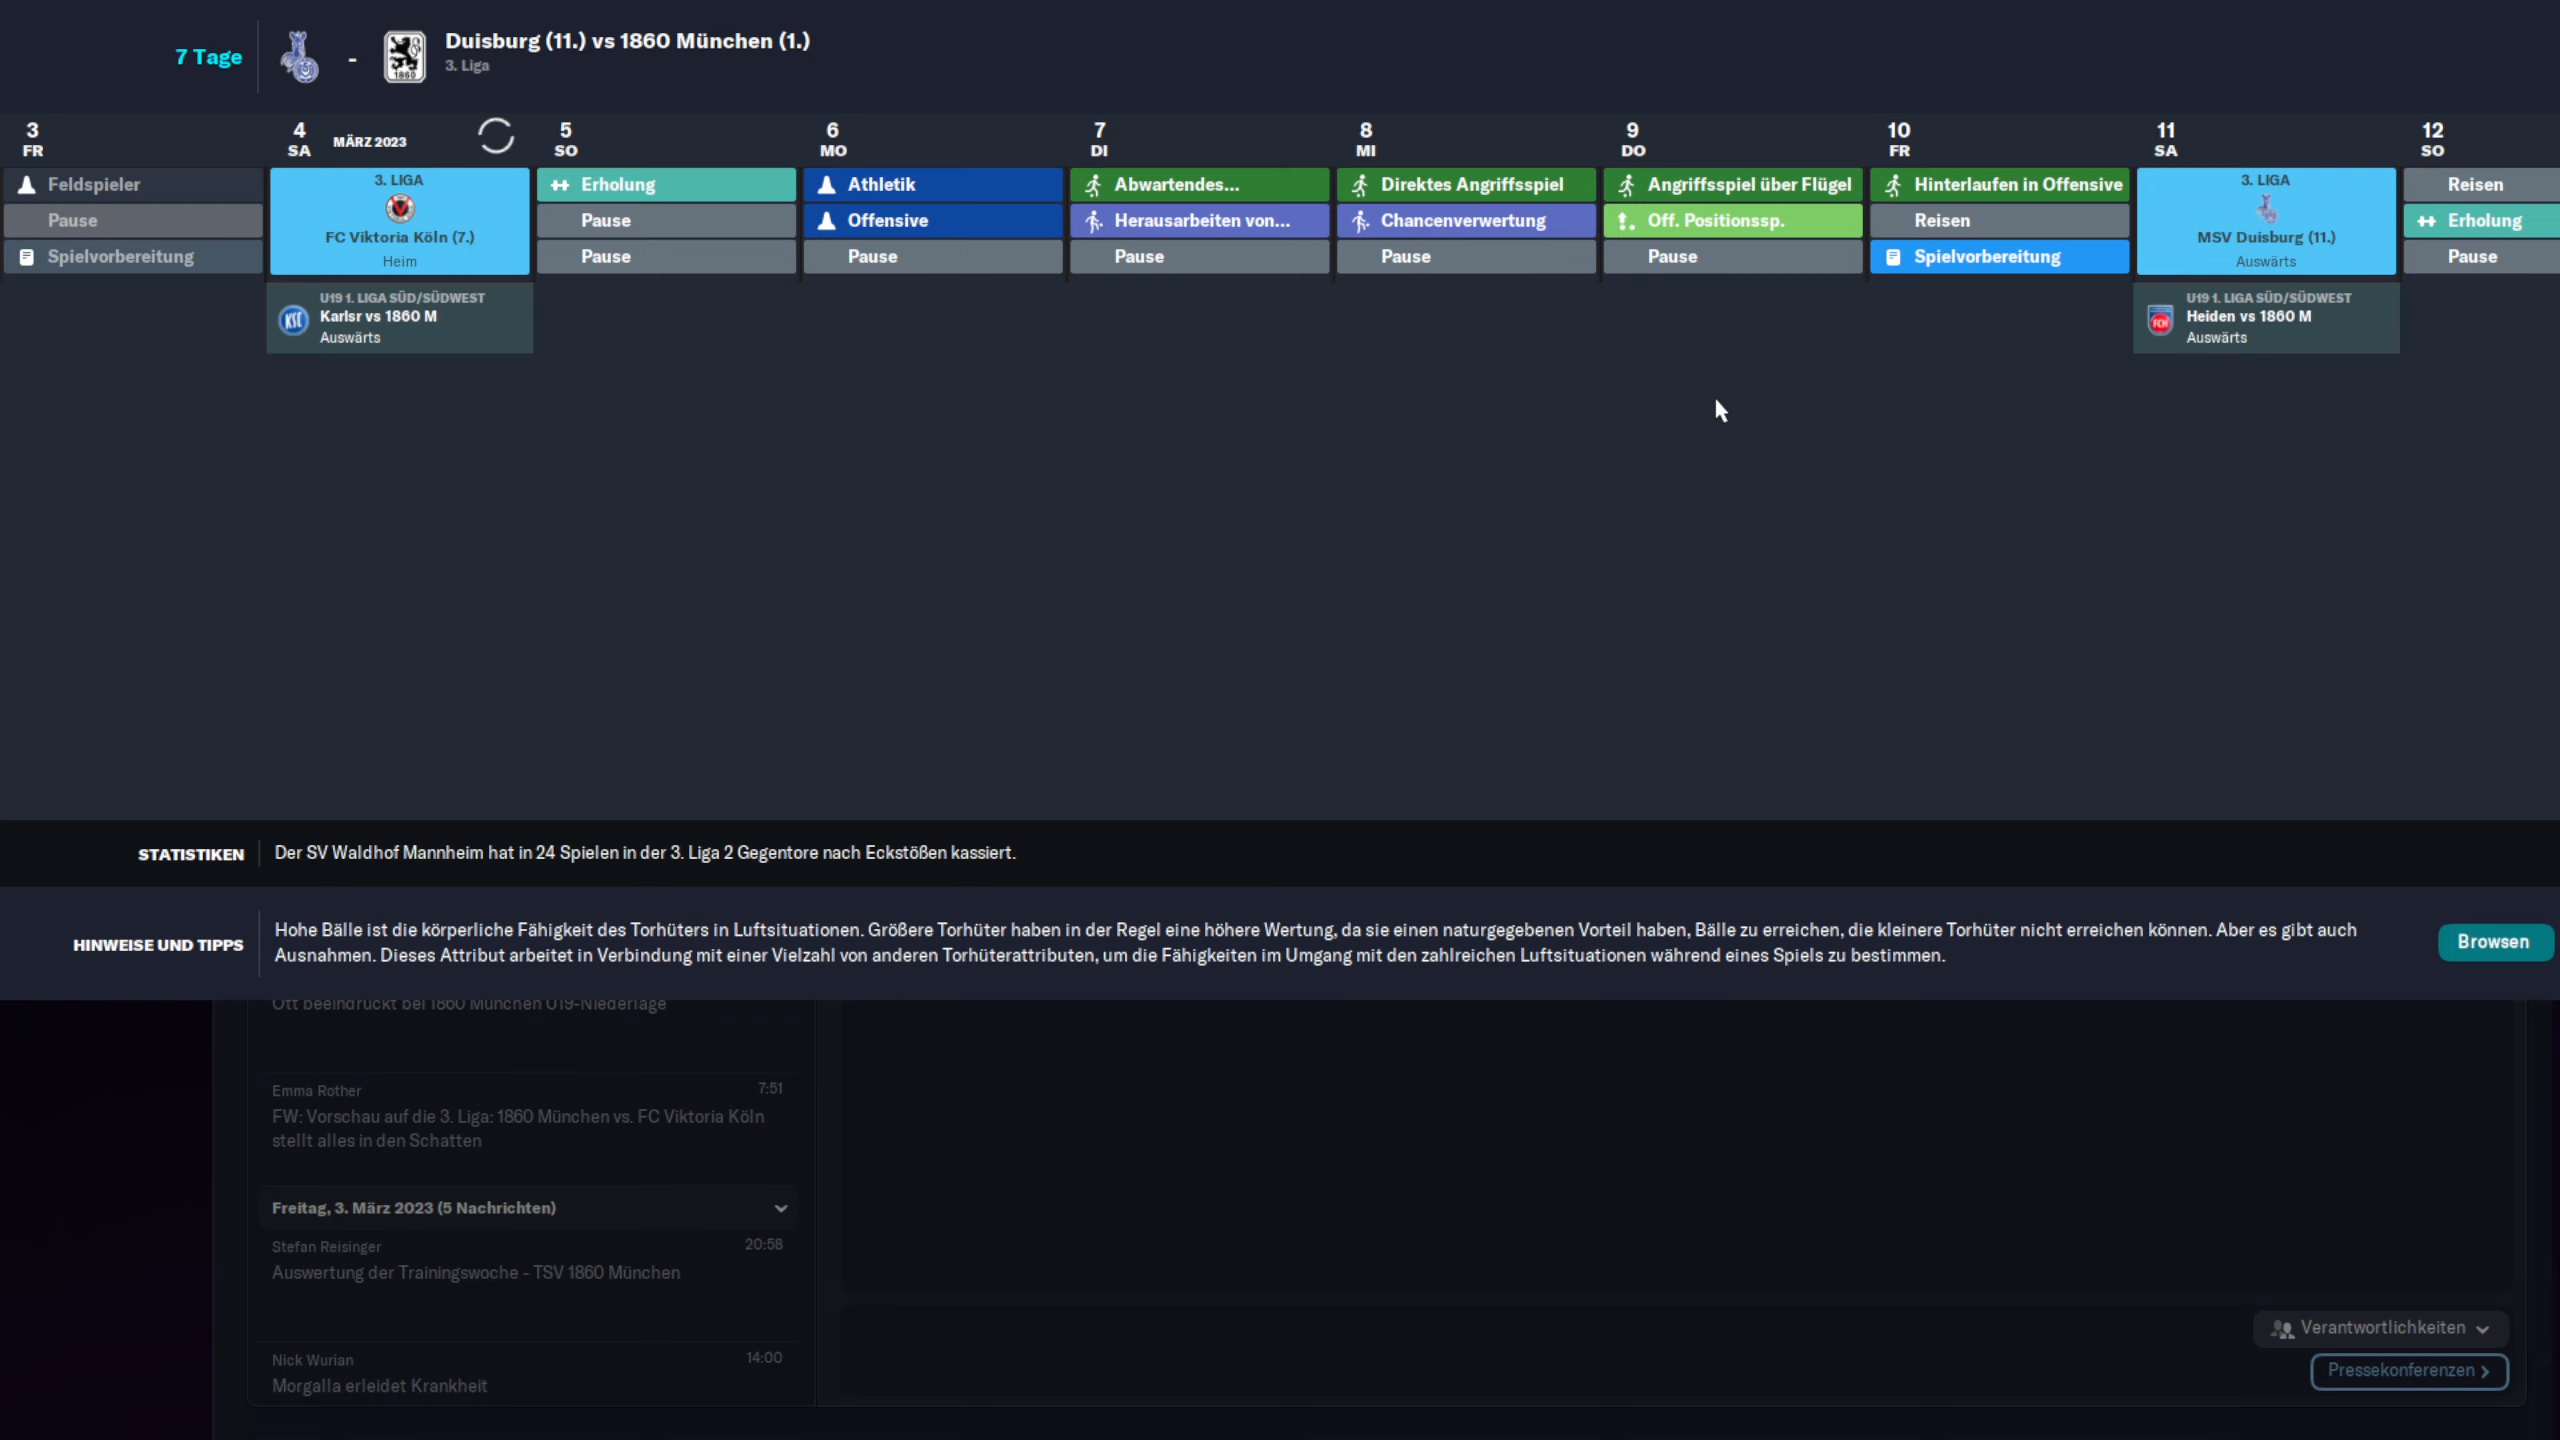 7 Tage
-
1860
Duisburg (11.) vs 1860 München (1.)
3. Liga
3
FR
4
SA
MÄRZ 2023
5
SO
6
MO
7
DI
8
MI
9
DO
10
FR
11
SA
12
SO
Feldspieler
Pause
Spielvorbereitung
3. LIGA
FC Viktoria Köln (7.)
Heim
U19 1. LIGA SÜD/SÜDWEST
KSC
Karlsr vs 1860 M
Auswärts
Erholung
Pause
Pause
Athletik
Offensive
Pause
Abwartendes...
Herausarbeiten von...
Pause
Direktes Angriffsspiel
Chancenverwertung
Pause
Angriffsspiel über Flügel
Off. Positionssp.
Pause
Hinterlaufen in Offensive
Reisen
Spielvorbereitung
3. LIGA
MSV Duisburg (11.)
Auswärts
U19 1. LIGA SÜD/SÜDWEST
FCH
Heiden vs 1860 M
Auswärts
Reisen
Erholung
Pause
STATISTIKEN
Der SV Waldhof Mannheim hat in 24 Spielen in der 3. Liga 2 Gegentore nach Eckstößen kassiert.
HINWEISE UND TIPPS
Hohe Bälle ist die körperliche Fähigkeit des Torhüters in Luftsituationen. Größere Torhüter haben in der Regel eine höhere Wertung, da sie einen naturgegebenen Vorteil haben, Bälle zu erreichen, die kleinere Torhüter nicht erreichen können. Aber es gibt auch
Ausnahmen. Dieses Attribut arbeitet in Verbindung mit einer Vielzahl von anderen Torhüterattributen, um die Fähigkeiten im Umgang mit den zahlreichen Luftsituationen während eines Spiels zu bestimmen.
Browsen
Ott beeindruckt bei 1860 München U19-Niederlage
Emma Rother
7:51
FW: Vorschau auf die 3. Liga: 1860 München vs. FC Viktoria Köln
stellt alles in den Schatten
Freitag, 3. März 2023 (5 Nachrichten)
Stefan Reisinger
20:58
Auswertung der Trainingswoche - TSV 1860 München
Nick Wurian
14:00
Morgalla erleidet Krankheit
Verantwortlichkeiten
Pressekonferenzen >